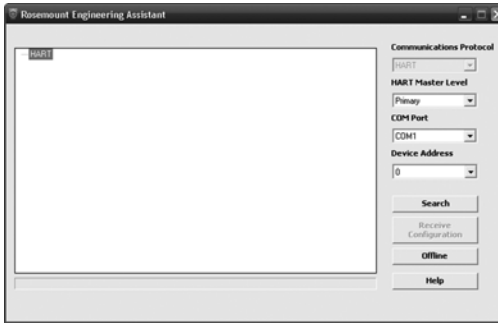 Rosemount Engineering Assistant
HART
Communications Protocol
HART
HART Master Level
Primary
COM Port
COM1
Device Address
0
Search
Receive
Configuration
Offline
Help